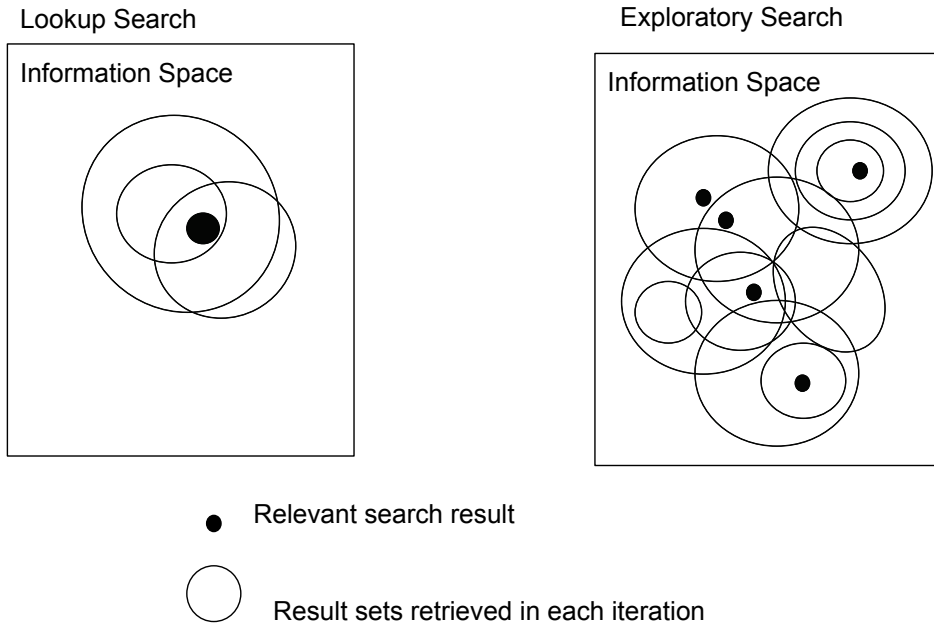 Lookup Search
Information Space
Exploratory Search
Information Space
Relevant search result
Result sets retrieved in each iteration